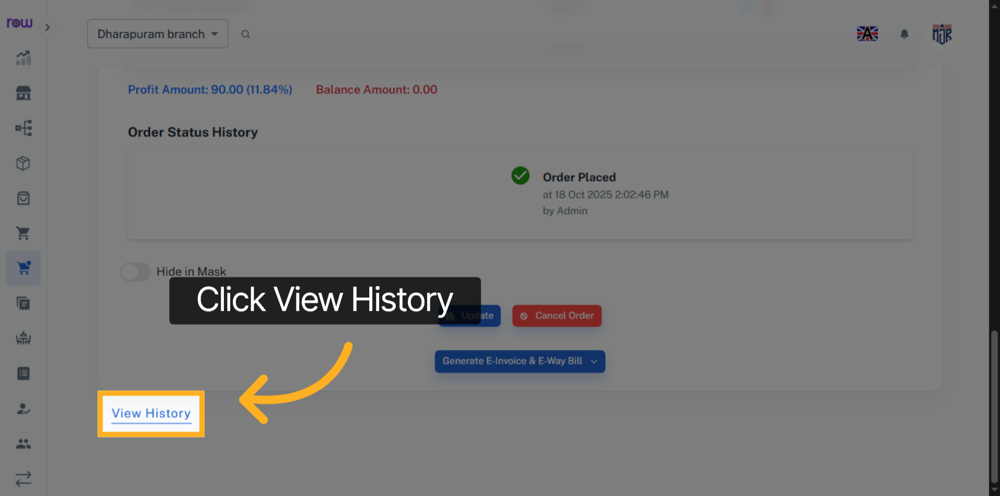 row
Dharapuram branch
A
MJR
Profit Amount: 90.00 (11.84%)
Balance Amount: 0.00
Order Status History
Order Placed
at 18 Oct 2025 2:02:46 PM
by Admin
Hide in Mask
Click View History
Update
Cancel Order
Generate E-Invoice & E-Way Bill
View History